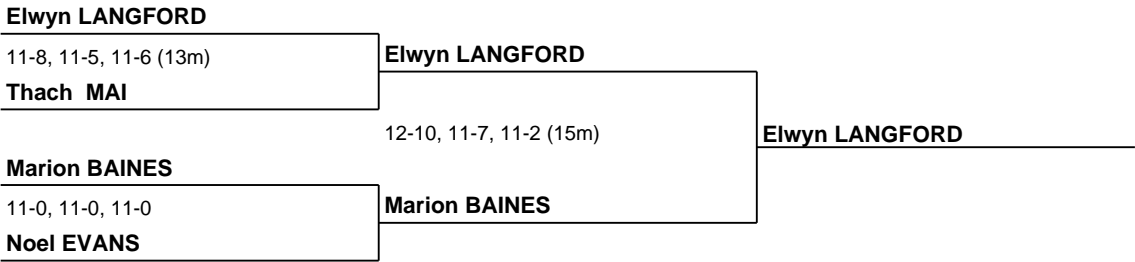 Elwyn LANGFORD
11-8, 11-5, 11-6 (13m)
Thach  MAI
Elwyn LANGFORD
12-10, 11-7, 11-2 (15m)
Elwyn LANGFORD
Marion BAINES
11-0, 11-0, 11-0
Noel EVANS
Marion BAINES